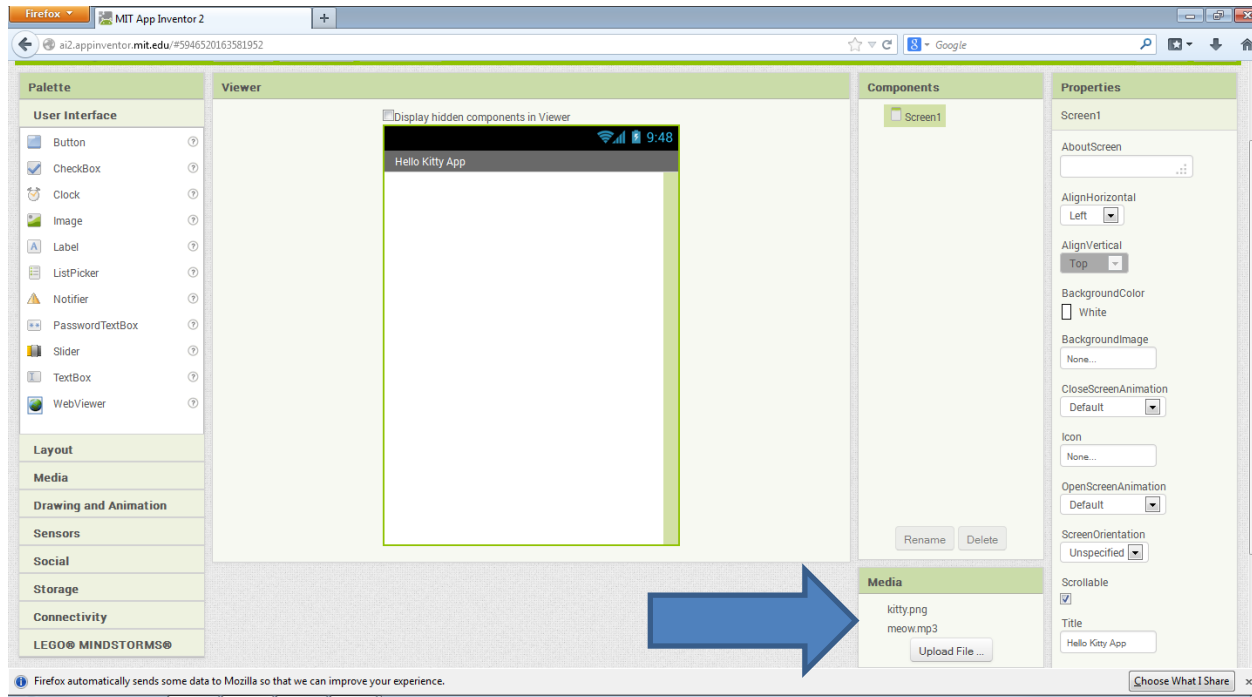 Firefox
MIT App Inventor 2
ai2.appinventor.mit.edu/#5946520163581952
Google
Palette
User Interface
Button
CheckBox
Clock
Image
Label
ListPicker
Notifier
PasswordTextBox
Slider
TextBox
WebViewer
Layout
Media
Drawing and Animation
Sensors
Social
Storage
Connectivity
LEGO® MINDSTORMS®
Viewer
Display hidden components in Viewer
9:48
Hello Kitty App
Components
Screen1
Rename Delete
Media
kitty.png
meow.mp3
Upload File ...
Properties
Screen1
AboutScreen
AlignHorizontal
Left
AlignVertical
Top
BackgroundColor
White
BackgroundImage
None...
CloseScreenAnimation
Default
Icon
None...
OpenScreenAnimation
Default
ScreenOrientation
Unspecified
Scrollable
Title
Hello Kitty App
Firefox automatically sends some data to Mozilla so that we can improve your experience.
Choose What I Share